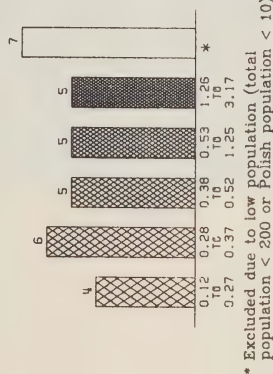 4 6 5 5 5 7
0.12 0.28 0.38 0.53 1.26 *
TO TO TO TO TO
0.27 0.37 0.52 1.25 3.17
* Excluded due to low population (total
population < 200 or Polish population < 10)